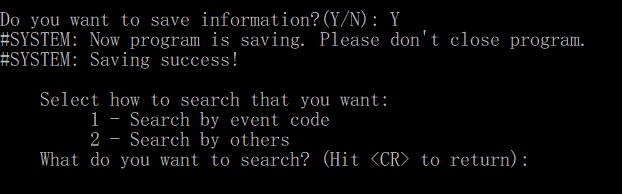 Do you want to save information?(Y/N): Y
#SYSTEM: Now program is saving. Please don't close program.
#SYSTEM: Saving success!
Select how to search that you want:
1 - Search by event code
2 - Search by others
What do you want to search? (Hit <CR> to return):